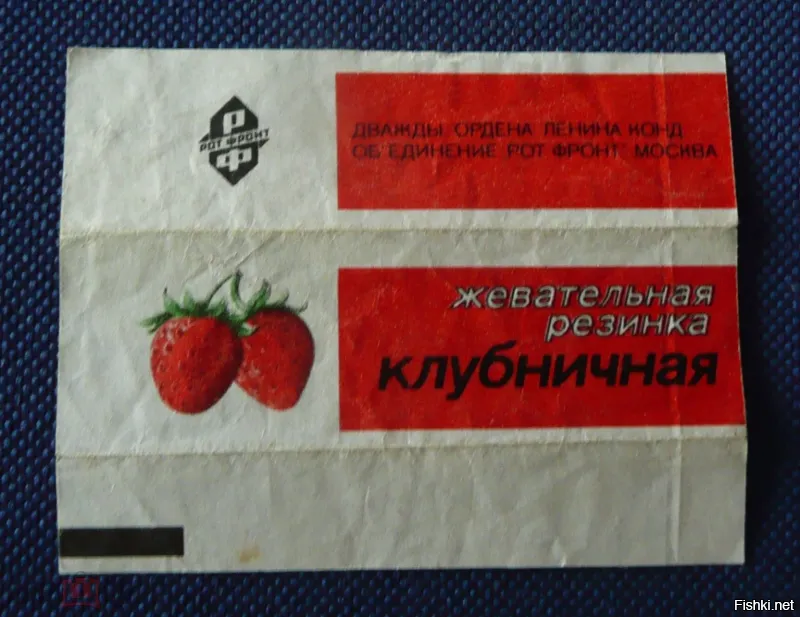 Р
РОТ ФРОНТ
Ф
ДВАЖДЫ ОРДЕНА ЛЕНИНА КОНД
ОБ'ЕДИНЕНИЕ РОТ ФРОНТ МОСКВА
жевательная
резинка
клубничная
Fishki.net